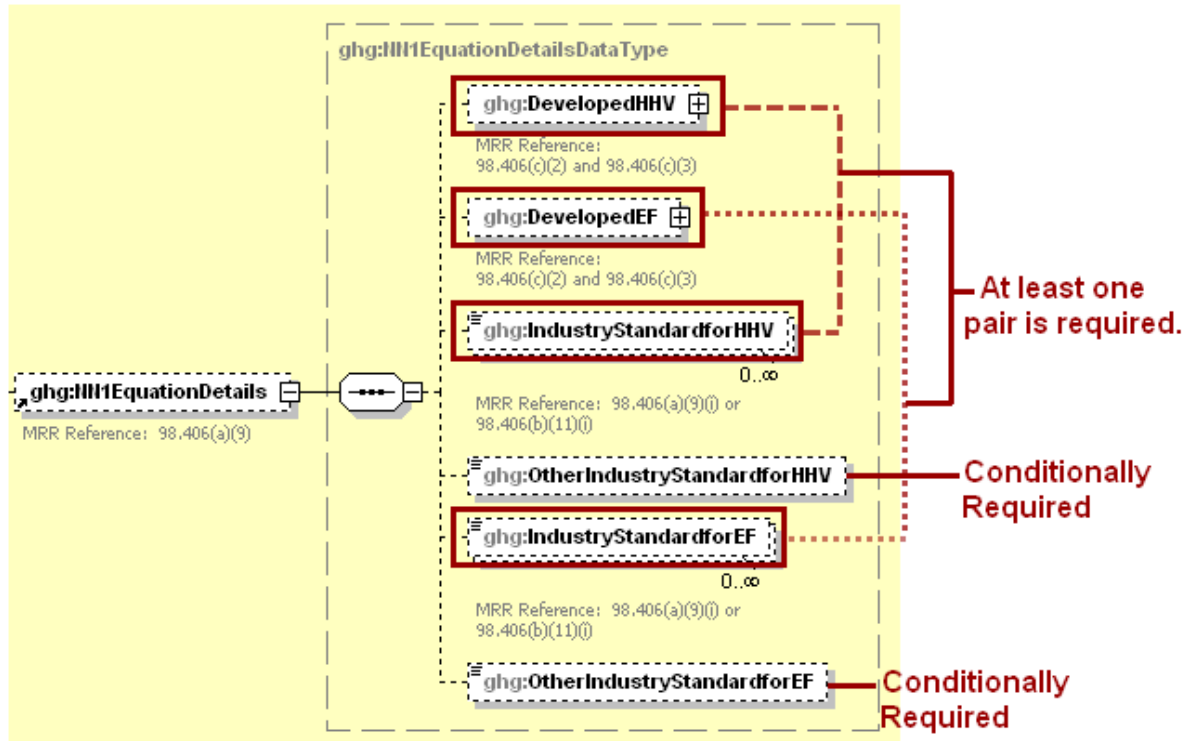 ghg:NN1EquationDetailsDataType
ghg:DevelopedHHV
MRR Reference:
98.406(c)(2) and 98.406(c)(3)
ghg:DevelopedEF
MRR Reference:
98.406(c)(2) and 98.406(c)(3)
At least one
pair is required.
ghg:IndustryStandardforHHV
0..∞
ghg:NN1EquationDetails
MRR Reference: 98.406(a)(9)
MRR Reference: 98.406(a)(9)(i) or
98.406(b)(11)(i)
ghg:OtherIndustryStandardforHHV
Conditionally
Required
ghg:IndustryStandardforEF
0..∞
MRR Reference: 98.406(a)(9)(i) or
98.406(b)(11)(i)
ghg:OtherIndustryStandardforEF
Conditionally
Required